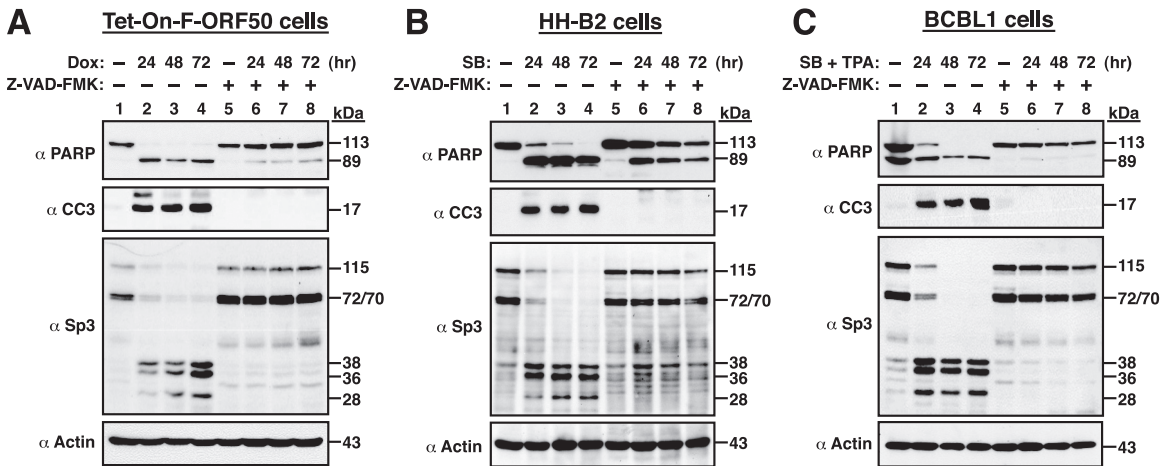 A Tet-On-F-ORF50 cells
Dox: – 24 48 72 – 24 48 72 (hr)
Z-VAD-FMK: – – – – + + + +
1 2 3 4 5 6 7 8 kDa
α PARP 113
89
α CC3 17
α Sp3 115
72/70
38
36
28
α Actin 43
B HH-B2 cells
SB: – 24 48 72 – 24 48 72 (hr)
Z-VAD-FMK: – – – – + + + +
1 2 3 4 5 6 7 8 kDa
α PARP 113
89
α CC3 17
α Sp3 115
72/70
38
36
28
α Actin 43
C BCBL1 cells
SB + TPA: – 24 48 72 – 24 48 72 (hr)
Z-VAD-FMK: – – – – + + + +
1 2 3 4 5 6 7 8 kDa
α PARP 113
89
α CC3 17
α Sp3 115
72/70
38
36
28
α Actin 43